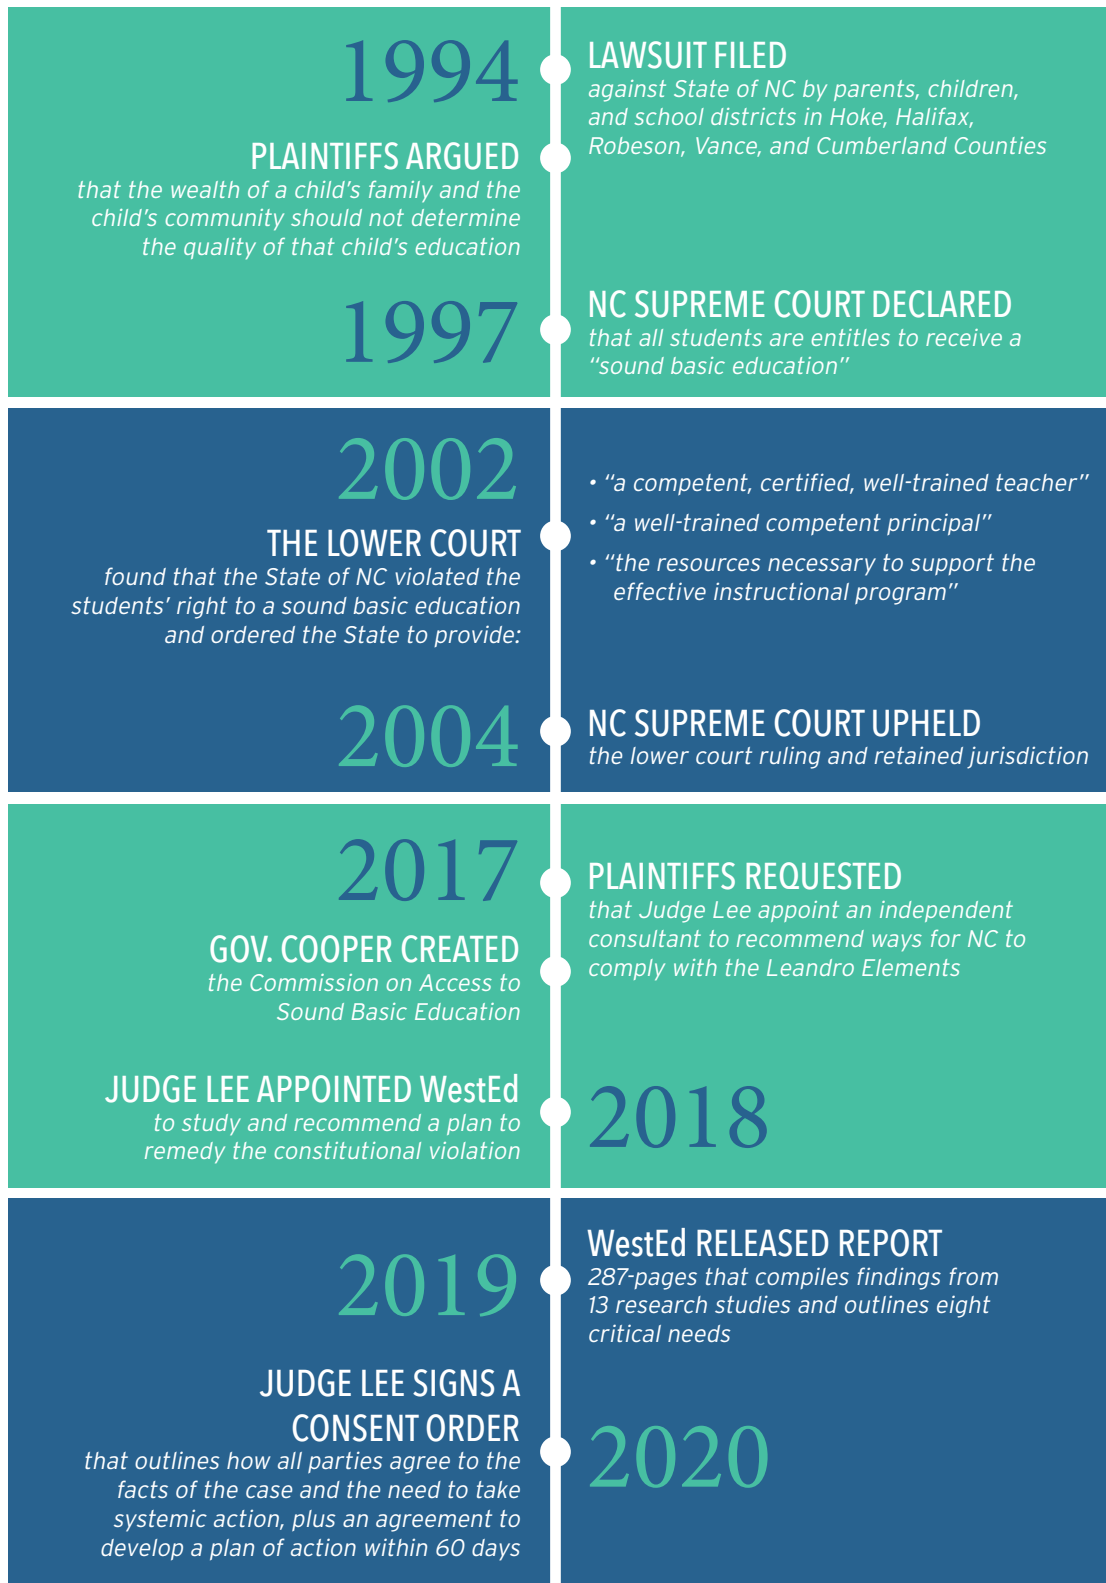 1994
LAWSUIT FILED
against State of NC by parents, children,
and school districts in Hoke, Halifax,
Robeson, Vance, and Cumberland Counties
PLAINTIFFS ARGUED
that the wealth of a child's family and the
child's community should not determine
the quality of that child's education
1997
NC SUPREME COURT DECLARED
that all students are entitles to receive a
“sound basic education”
2002
THE LOWER COURT
found that the State of NC violated the
students' right to a sound basic education
and ordered the State to provide:
• “a competent, certified, well-trained teacher”
• “a well-trained competent principal”
• “the resources necessary to support the
effective instructional program”
2004
NC SUPREME COURT UPHELD
the lower court ruling and retained jurisdiction
2017
PLAINTIFFS REQUESTED
that Judge Lee appoint an independent
consultant to recommend ways for NC to
comply with the Leandro Elements
GOV. COOPER CREATED
the Commission on Access to
Sound Basic Education
2018
JUDGE LEE APPOINTED WestEd
to study and recommend a plan to
remedy the constitutional violation
2019
WestEd RELEASED REPORT
287-pages that compiles findings from
13 research studies and outlines eight
critical needs
2020
JUDGE LEE SIGNS A
CONSENT ORDER
that outlines how all parties agree to the
facts of the case and the need to take
systemic action, plus an agreement to
develop a plan of action within 60 days